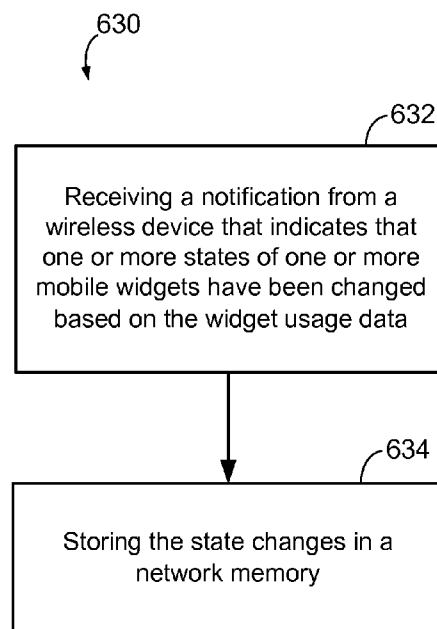 630
632
Receiving a notification from a
wireless device that indicates that
one or more states of one or more
mobile widgets have been changed
based on the widget usage data
634
Storing the state changes in a
network memory